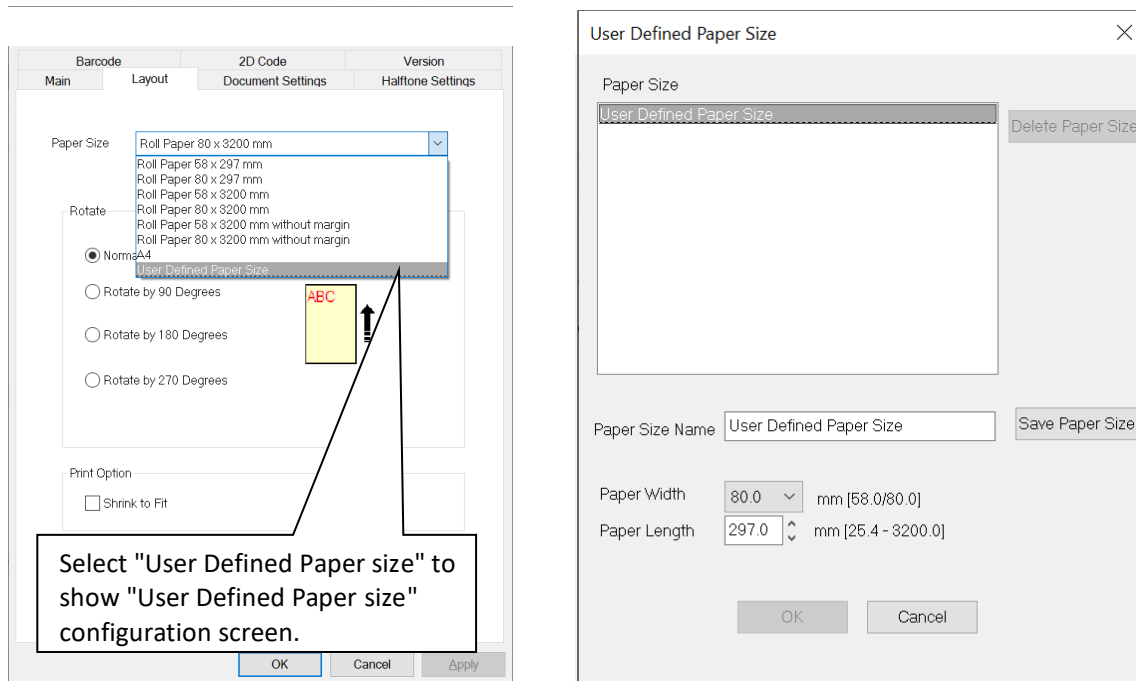 Barcode 2D Code Version
Main Layout Document Settings Halftone Settings
Paper Size Roll Paper 80 x 3200 mm
Roll Paper 58 x 297 mm
Roll Paper 80 x 297 mm
Roll Paper 58 x 3200 mm
Roll Paper 80 x 3200 mm
Roll Paper 58 x 3200 mm without margin
Roll Paper 80 x 3200 mm without margin
A4
User Defined Paper Size
Rotate
Norma
Rotate by 90 Degrees
ABC
Rotate by 180 Degrees
Rotate by 270 Degrees
Print Option
Shrink to Fit
Select "User Defined Paper size" to
show "User Defined Paper size"
configuration screen.
OK Cancel Apply
User Defined Paper Size
Paper Size
User Defined Paper Size
Delete Paper Size
Paper Size Name User Defined Paper Size Save Paper Size
Paper Width 80.0 mm [58.0/80.0]
Paper Length 297.0 mm [25.4 - 3200.0]
OK Cancel